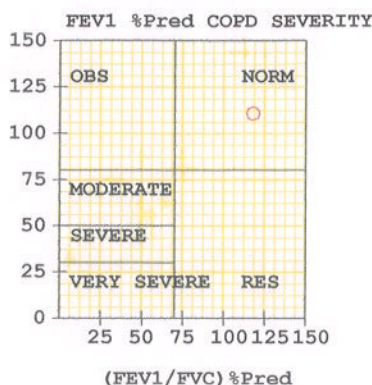 FEV1 %Pred COPD SEVERITY
150
OBS NORM
125
100
75
MODERATE
50
SEVERE
25
VERY SEVERE RES
0
25 50 75 100 125 150
(FEV1/FVC)%Pred